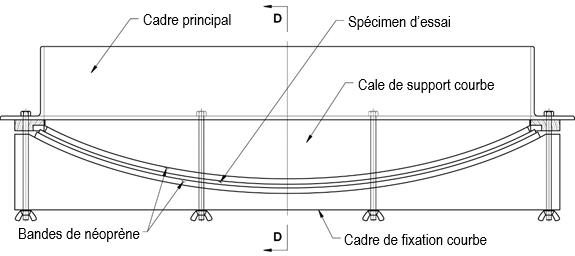 D
Cadre principal
Spécimen d'essai
Cale de support courbe
Bandes de néoprène
Cadre de fixation courbe
D